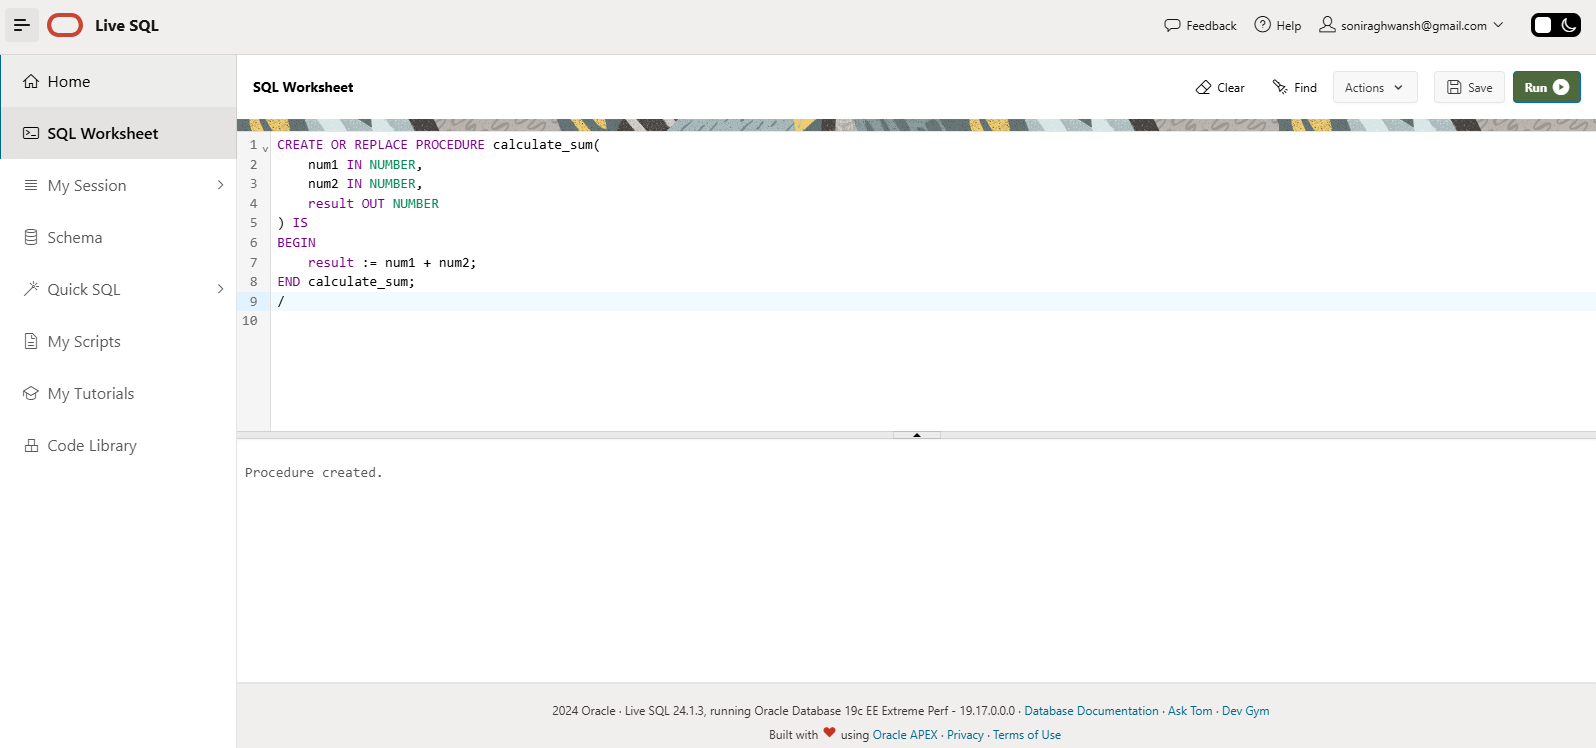 Live SQL
Feedback
Help
soniraghwansh@gmail.com
Home
SQL Worksheet
My Session
Schema
Quick SQL
My Scripts
My Tutorials
Code Library
SQL Worksheet
Clear
Find
Actions
Save
Run
1 CREATE OR REPLACE PROCEDURE calculate_sum(
2 num1 IN NUMBER,
3 num2 IN NUMBER,
4 result OUT NUMBER
5 ) IS
6 BEGIN
7 result := num1 + num2;
8 END calculate_sum;
9 /
10
Procedure created.
2024 Oracle · Live SQL 24.1.3, running Oracle Database 19c EE Extreme Perf - 19.17.0.0.0 · Database Documentation · Ask Tom · Dev Gym
Built with ❤ using Oracle APEX · Privacy · Terms of Use